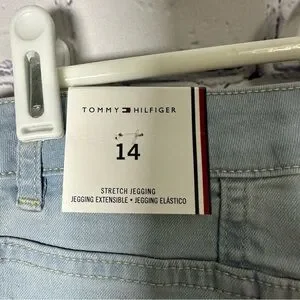 TOMMY HILFIGER
14
STRETCH JEGGING
JEGGING EXTENSIBLE • JEGGING ELÁSTICO